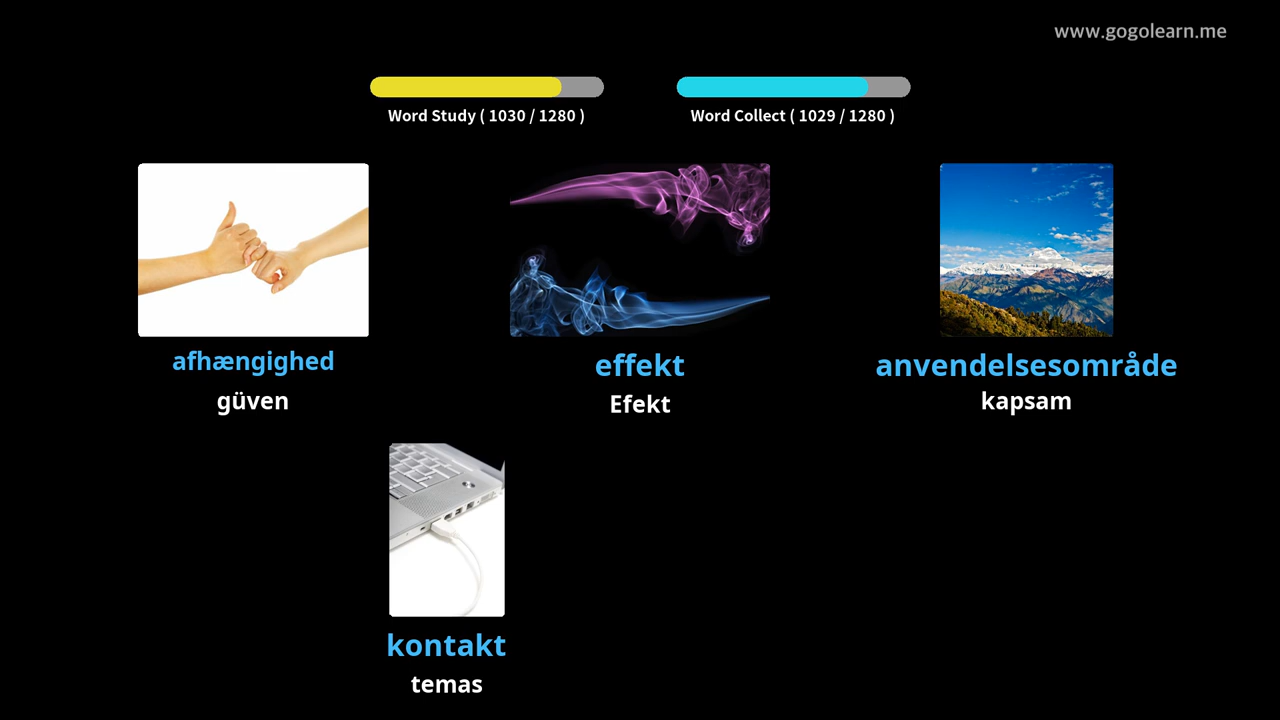 www.gogolearn.me
Word Study ( 1030 / 1280 )
Word Collect ( 1029 / 1280 )
afhængighed
güven
effekt
Efekt
anvendelsesområde
kapsam
kontakt
temas